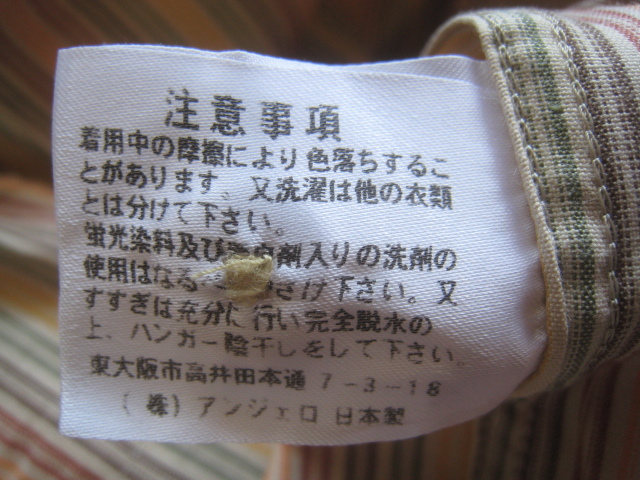 注意事項
着用中の摩擦により色落ちするこ
とがあります。又洗濯は他の衣類
とは分けて下さい。
蛍光染料及び 剤入りの洗剤の
使用はなる さけ下さい。又
すすぎは充分に行い完全脱水の
上、ハンガー陰干しをして下さい。
東大阪市高井田本通7-3-18
(株)アンジェロ 日本製